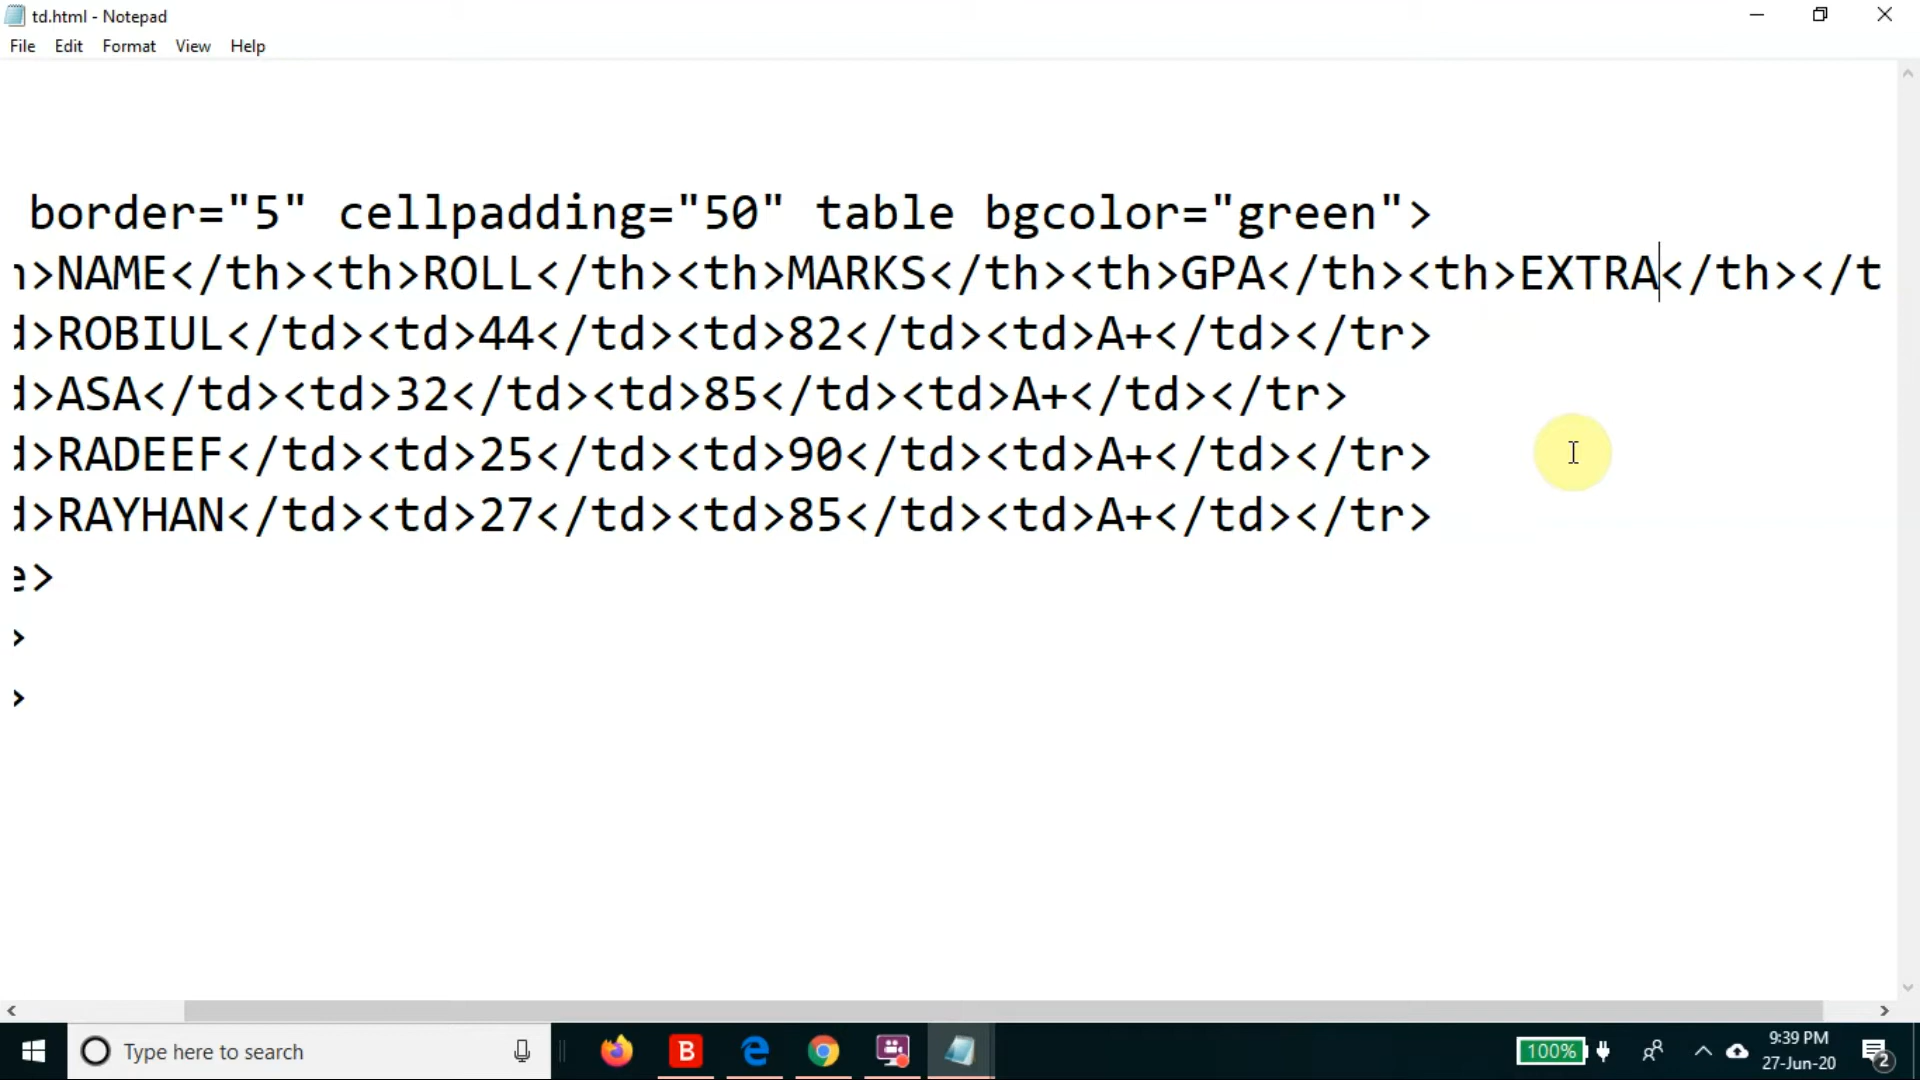 td.html - Notepad
File Edit Format View Help
border="5" cellpadding="50" table bgcolor="green">
h>NAME</th><th>ROLL</th><th>MARKS</th><th>GPA</th><th>EXTRA</th></t
d>ROBIUL</td><td>44</td><td>82</td><td>A+</td></tr>
d>ASA</td><td>32</td><td>85</td><td>A+</td></tr>
d>RADEEF</td><td>25</td><td>90</td><td>A+</td></tr>
d>RAYHAN</td><td>27</td><td>85</td><td>A+</td></tr>
e>
>
>
Type here to search
B
100%
9:39 PM
27-Jun-20
2